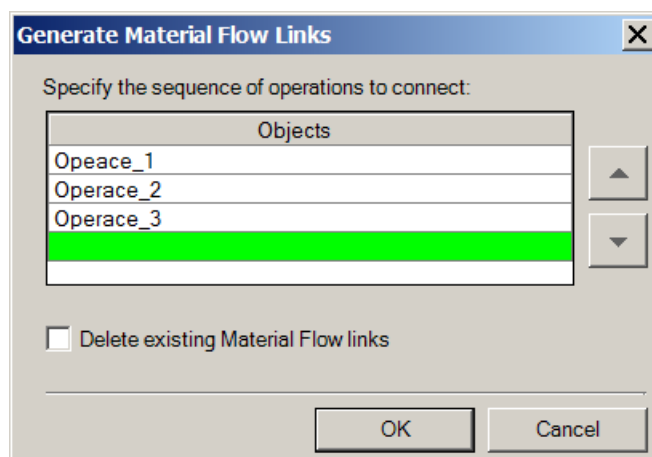 Generate Material Flow Links
Specify the sequence of operations to connect:
Objects
Opeace_1
Operace_2
Operace_3
Delete existing Material Flow links
OK
Cancel